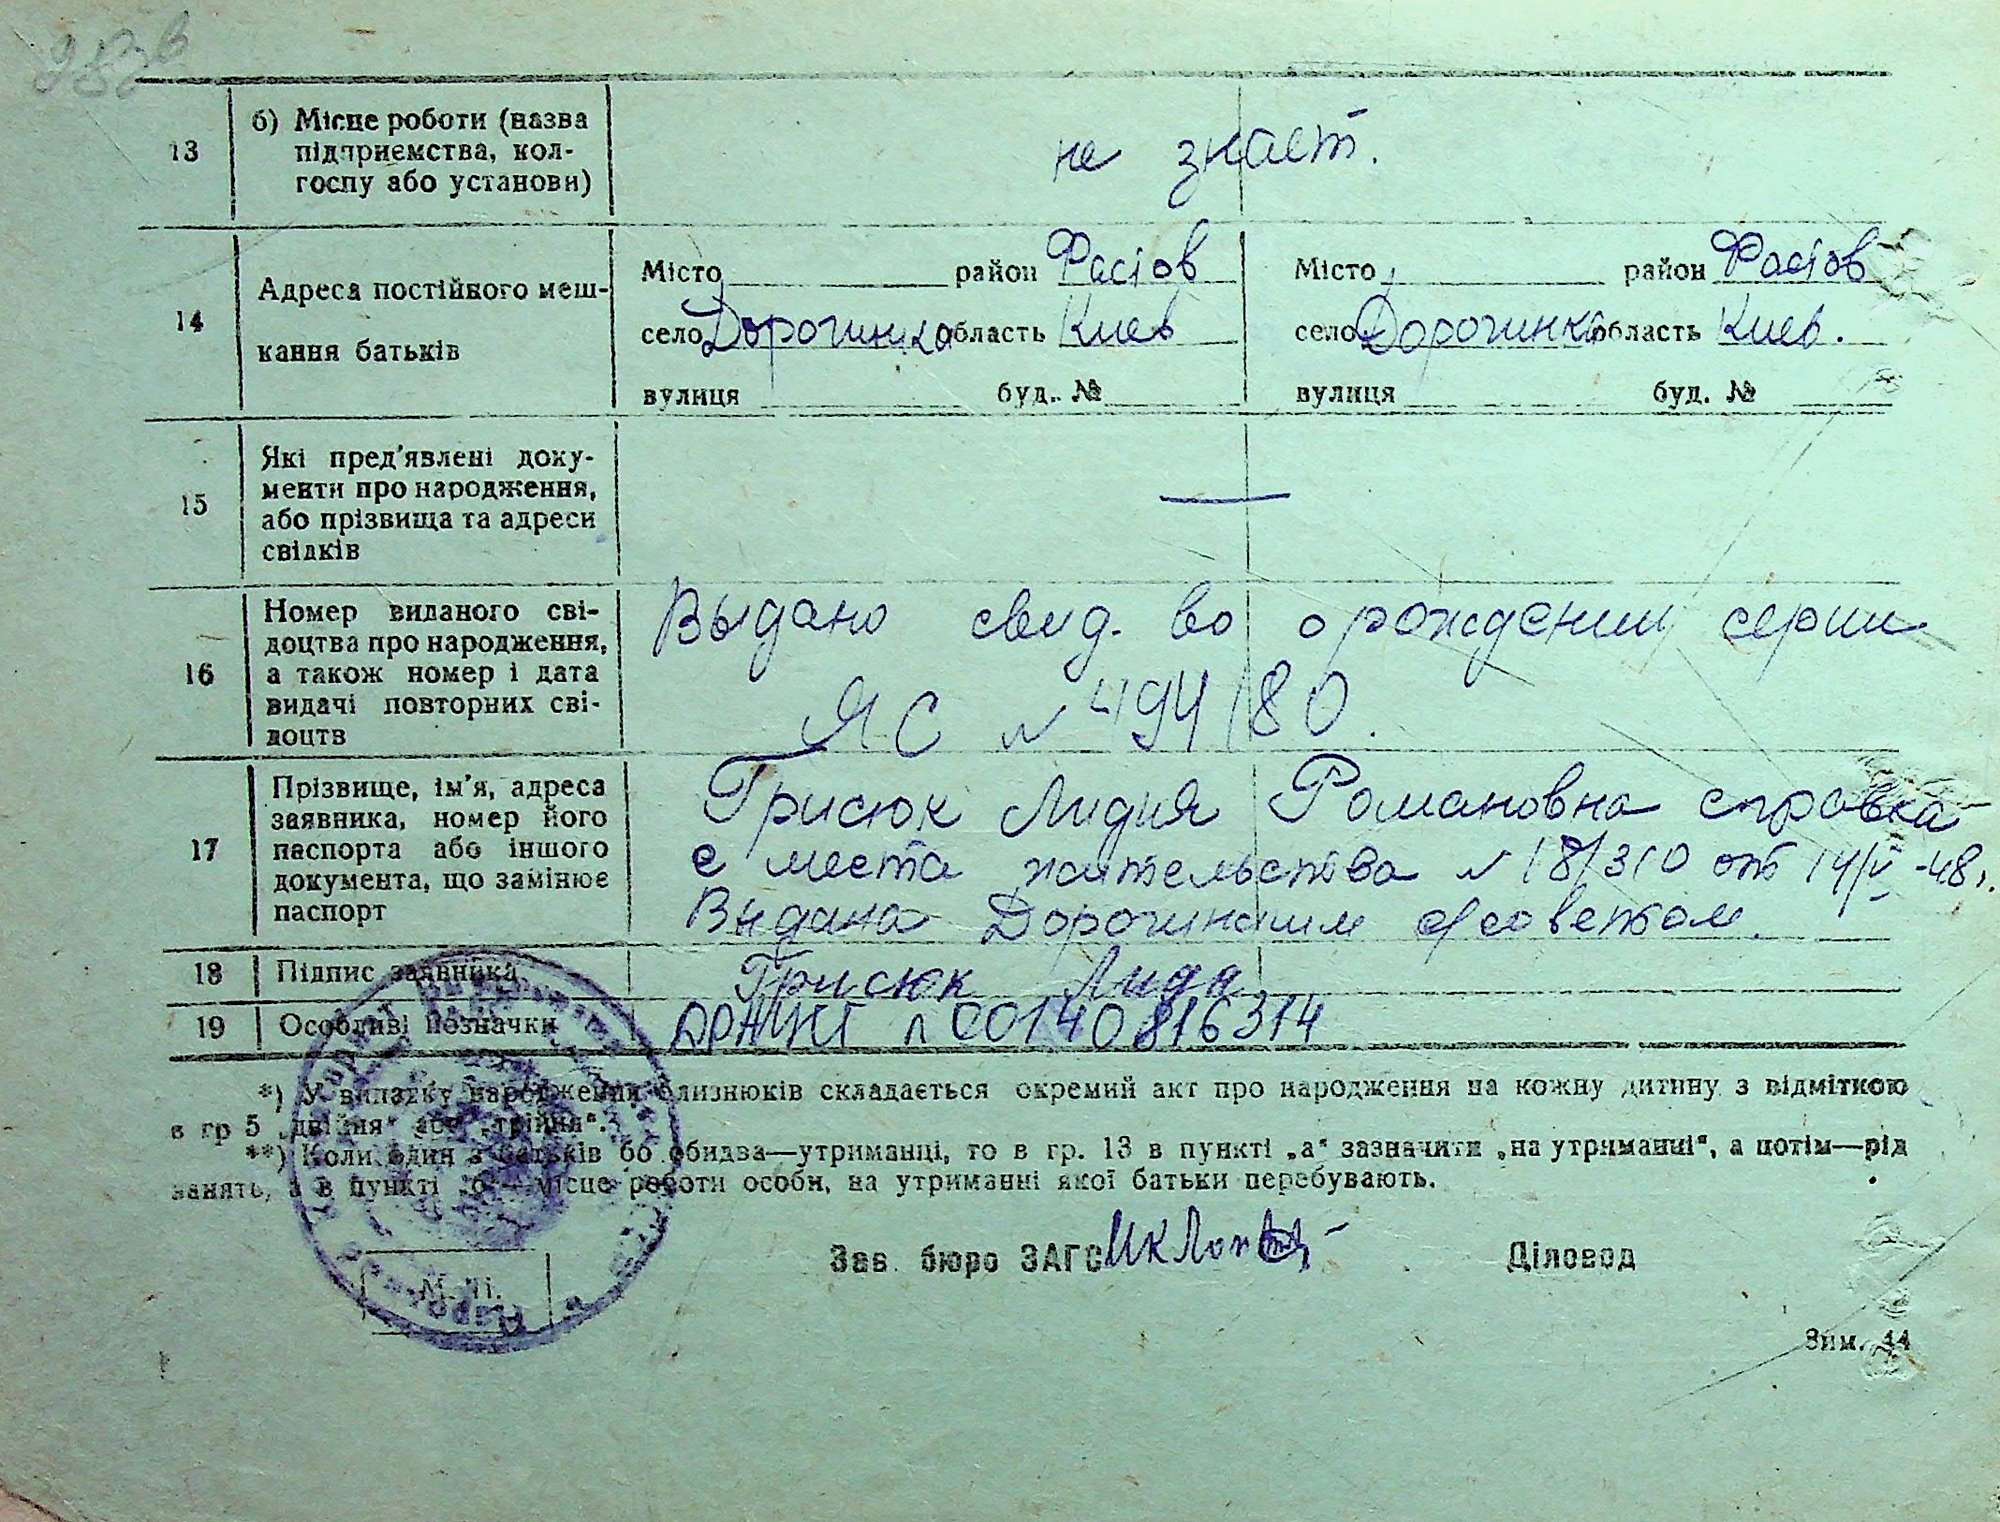 283в
13
б) Місце роботи (назва
підприємства, кол-
госпу або установи)
не знает.
14
Адреса постійного меш-
кання батьків
Місто район Фастов
село Дорогинка область Киев
вулиця буд. №
Місто район Фастов
село Дорогинка область Киев.
вулиця буд. №
15
Які пред'явлені доку-
менти про народження,
або прізвища та адреси
свідків
—
16
Номер виданого сві-
доцтва про народження,
а також номер і дата
видачі повторних сві-
доцтв
Выдано свид. во о рождении серии
ЯС № 494180.
17
Прізвище, ім'я, адреса
заявника, номер його
паспорта або іншого
документа, що замінює
паспорт
Грисюк Лидия Романовна справка
с места жительства № 18/310 от 14/V-48г.
Выдана Дорогинским с/советом.
18
Підпис заявника
Грисюк Лида
19
Особливі позначки
ДРАЦСГ № 00140816314
*) У випадку народження близнюків складається окремий акт про народження на кожну дитину з відміткою
в гр 5 „двійня" або „трійня".
**) Коли один з батьків бо обидва—утриманці, то в гр. 13 в пункті „а" зазначити „на утриманні", а потім—рід
занять, а в пункті „б"—місце роботи особи, на утриманні якої батьки перебувають.
Зав. бюро ЗАГС
Діловод
М. П.
Зим. 44